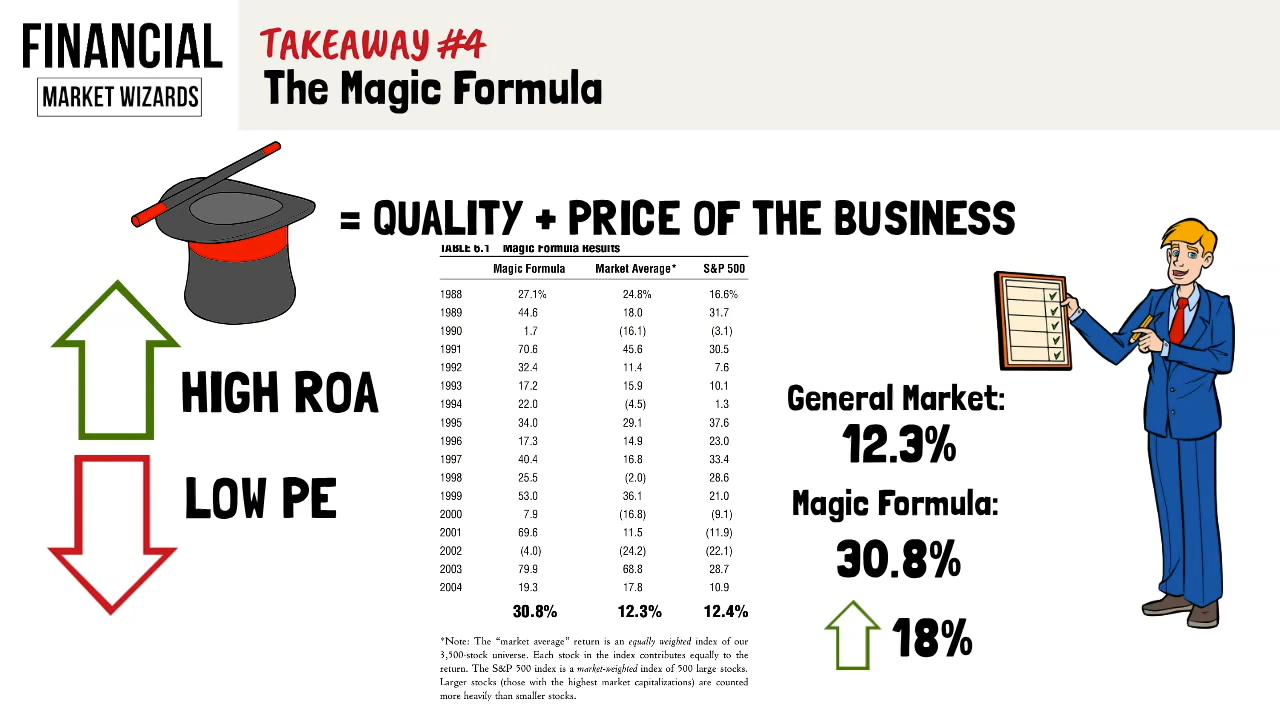 FINANCIAL
MARKET WIZARDS
TAKEAWAY #4
The Magic Formula
= QUALITY + PRICE OF THE BUSINESS
HIGH ROA
LOW PE
TABLE 6.1 Magic Formula Results
Magic Formula Market Average* S&P 500
1988 27.1% 24.8% 16.6%
1989 44.6 18.0 31.7
1990 1.7 (16.1) (3.1)
1991 70.6 45.6 30.5
1992 32.4 11.4 7.6
1993 17.2 15.9 10.1
1994 22.0 (4.5) 1.3
1995 34.0 29.1 37.6
1996 17.3 14.9 23.0
1997 40.4 16.8 33.4
1998 25.5 (2.0) 28.6
1999 53.0 36.1 21.0
2000 7.9 (16.8) (9.1)
2001 69.6 11.5 (11.9)
2002 (4.0) (24.2) (22.1)
2003 79.9 68.8 28.7
2004 19.3 17.8 10.9
30.8% 12.3% 12.4%
*Note: The “market average” return is an equally weighted index of our
3,500-stock universe. Each stock in the index contributes equally to the
return. The S&P 500 index is a market-weighted index of 500 large stocks.
Larger stocks (those with the highest market capitalizations) are counted
more heavily than smaller stocks.
General Market:
12.3%
Magic Formula:
30.8%
18%